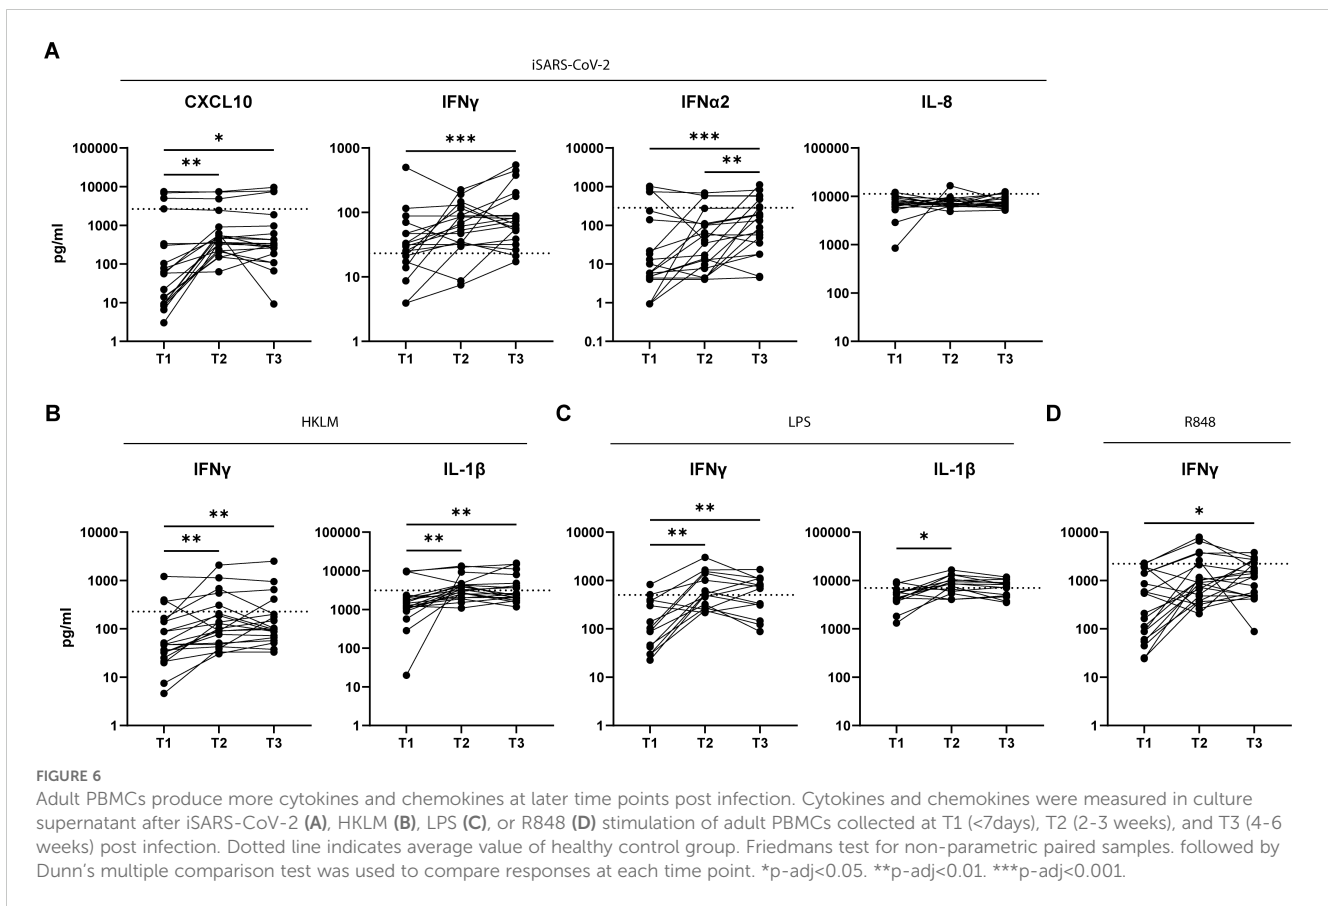 A
iSARS-CoV-2
CXCL10
IFNγ
IFNα2
IL-8
pg/ml
100000
10000
1000
100
10
1
T1
T2
T3
*
**
1000
100
10
1
T1
T2
T3
***
10000
1000
100
10
1
0.1
T1
T2
T3
***
**
100000
10000
1000
100
10
T1
T2
T3
B
HKLM
IFNγ
IL-1β
pg/ml
10000
1000
100
10
1
T1
T2
T3
**
**
100000
10000
1000
100
10
1
T1
T2
T3
**
**
C
LPS
IFNγ
IL-1β
10000
1000
100
10
1
T1
T2
T3
**
**
100000
10000
1000
100
10
T1
T2
T3
*
D
R848
IFNγ
10000
1000
100
10
1
T1
T2
T3
*
FIGURE 6
Adult PBMCs produce more cytokines and chemokines at later time points post infection. Cytokines and chemokines were measured in culture
supernatant after iSARS-CoV-2 (A), HKLM (B), LPS (C), or R848 (D) stimulation of adult PBMCs collected at T1 (<7days), T2 (2-3 weeks), and T3 (4-6
weeks) post infection. Dotted line indicates average value of healthy control group. Friedmans test for non-parametric paired samples. followed by
Dunn's multiple comparison test was used to compare responses at each time point. *p-adj<0.05. **p-adj<0.01. ***p-adj<0.001.